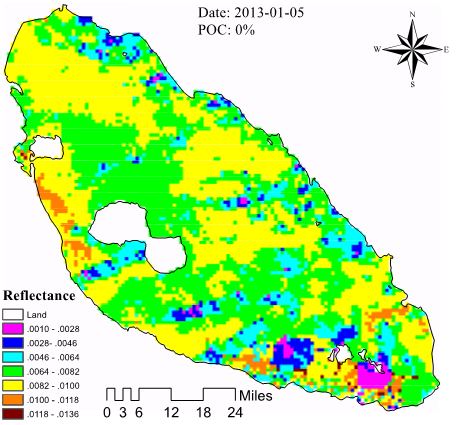 Date: 2013-01-05
POC: 0%
N
W
E
S
Reflectance
Land
.0010 - .0028
.0028- .0046
.0046 - .0064
.0064 - .0082
.0082 - .0100
.0100 - .0118
.0118 - .0136
0 3 6 12 18 24 Miles